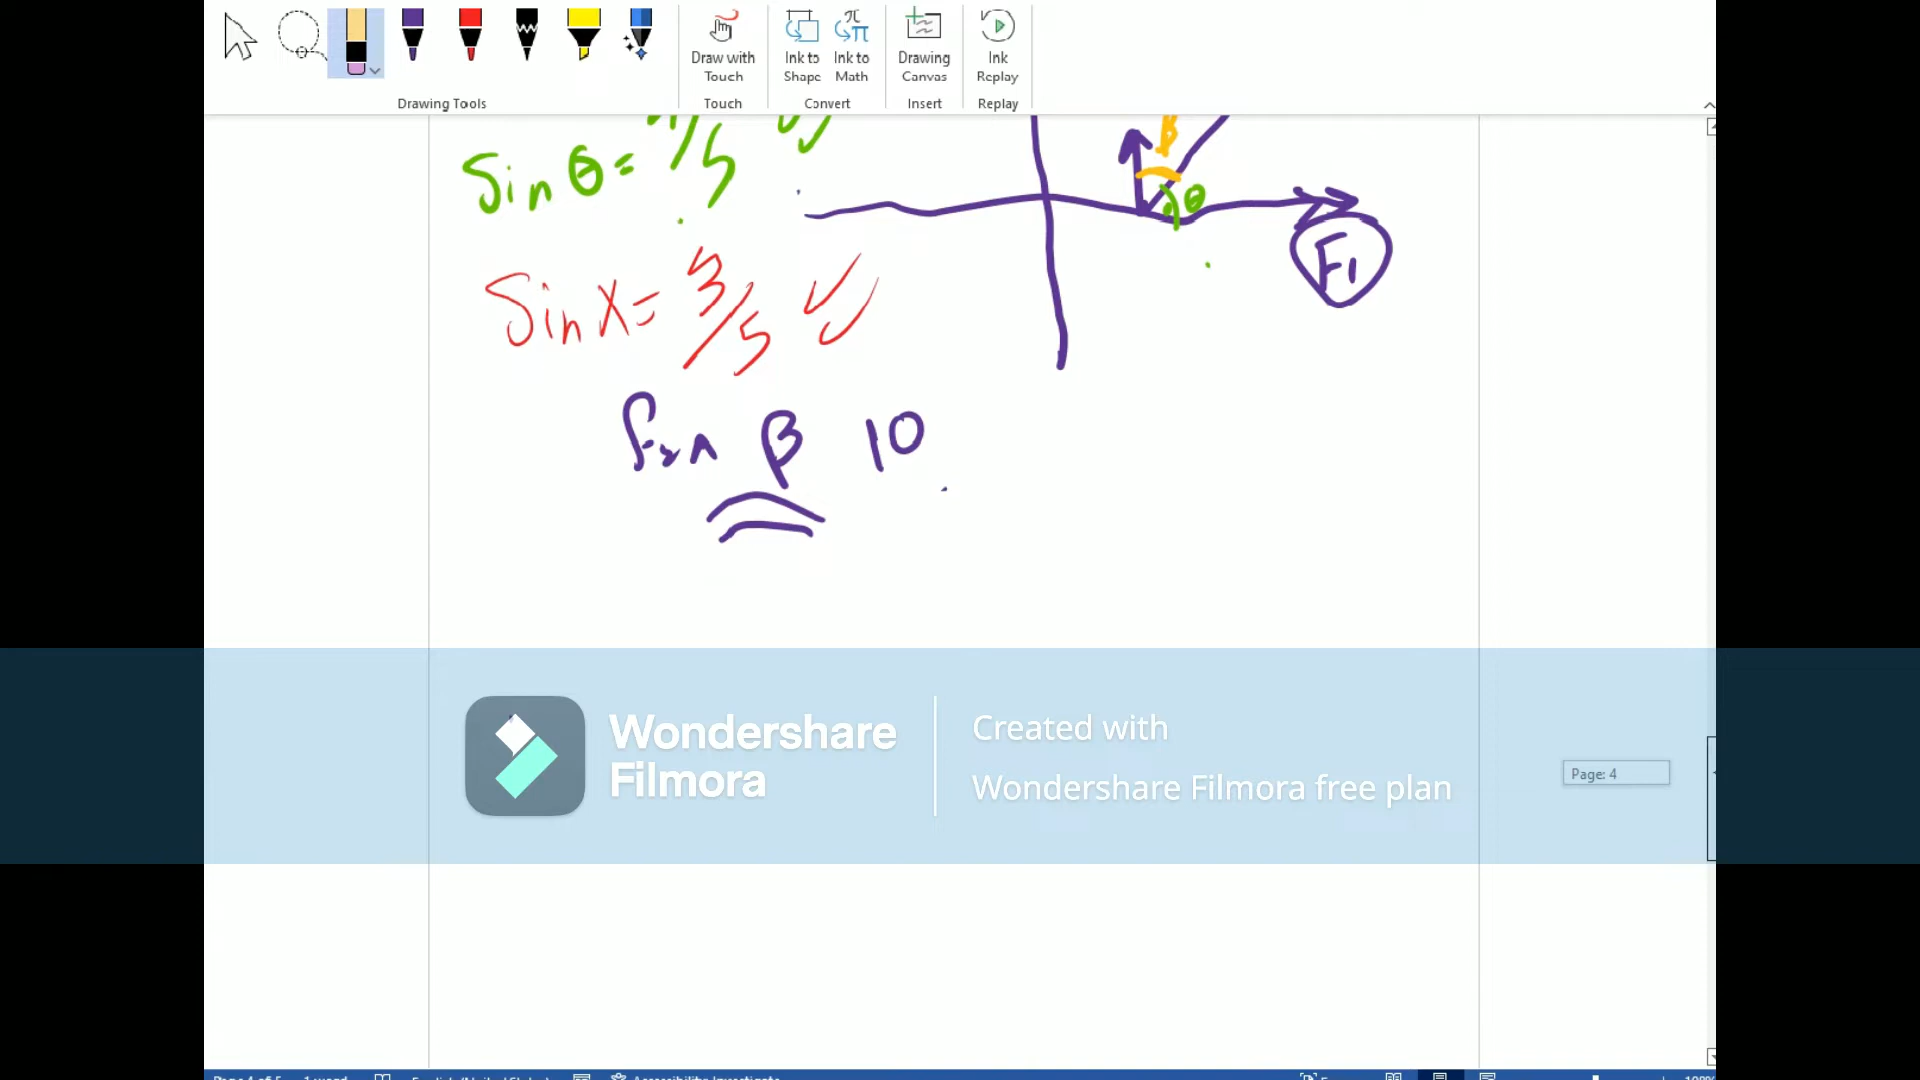 Draw with Touch
Ink to Shape
Ink to Math
Drawing Canvas
Ink Replay
Drawing Tools
Touch
Convert
Insert
Replay
β
Sin θ = /5
θ
F1
Sin X = 3/5
β 10
Wondershare Filmora
Created with
Wondershare Filmora free plan
Page: 4